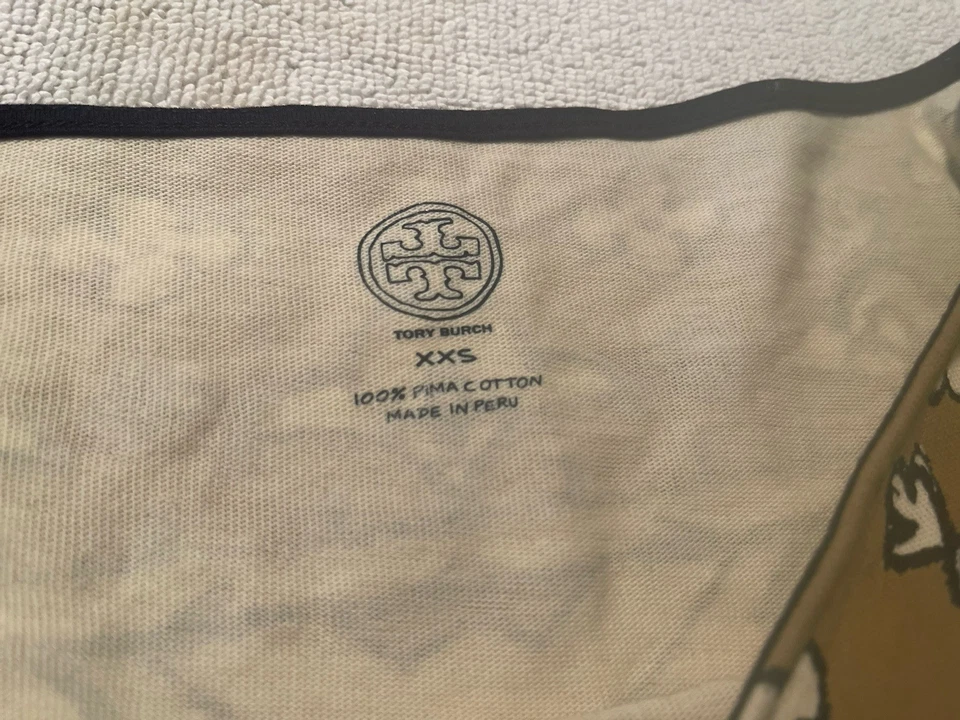 TORY BURCH
XXS
100% PIMA COTTON
MADE IN PERU